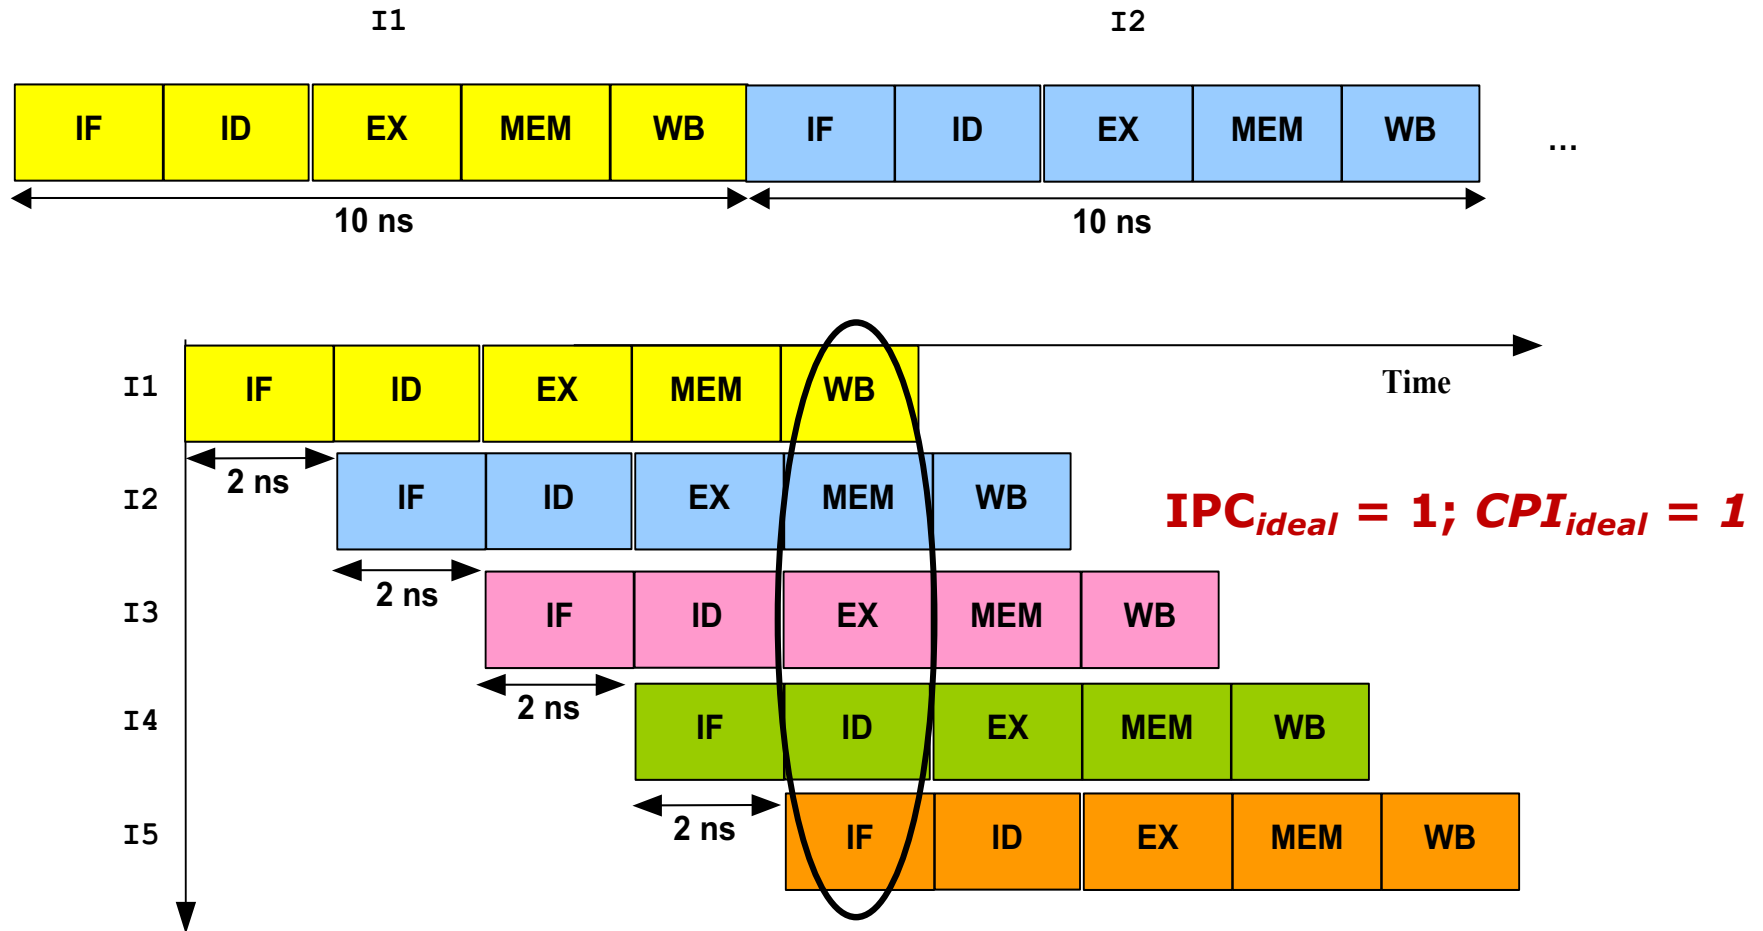 I1 I2
IF ID EX MEM WB IF ID EX MEM WB ...
10 ns 10 ns
Time
I1 IF ID EX MEM WB
2 ns
I2 IF ID EX MEM WB
IPCideal = 1; CPIideal = 1
2 ns
I3 IF ID EX MEM WB
2 ns
I4 IF ID EX MEM WB
2 ns
I5 IF ID EX MEM WB